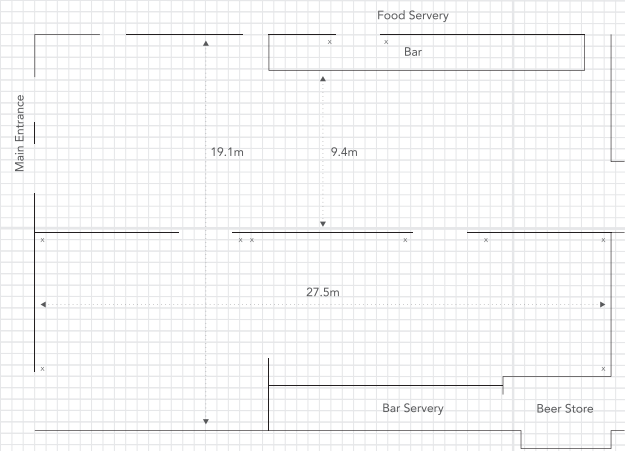 Food Servery
x
x
Bar
Main Entrance
19.1m
9.4m
x
x
x
x
x
x
27.5m
x
x
Bar Servery
Beer Store